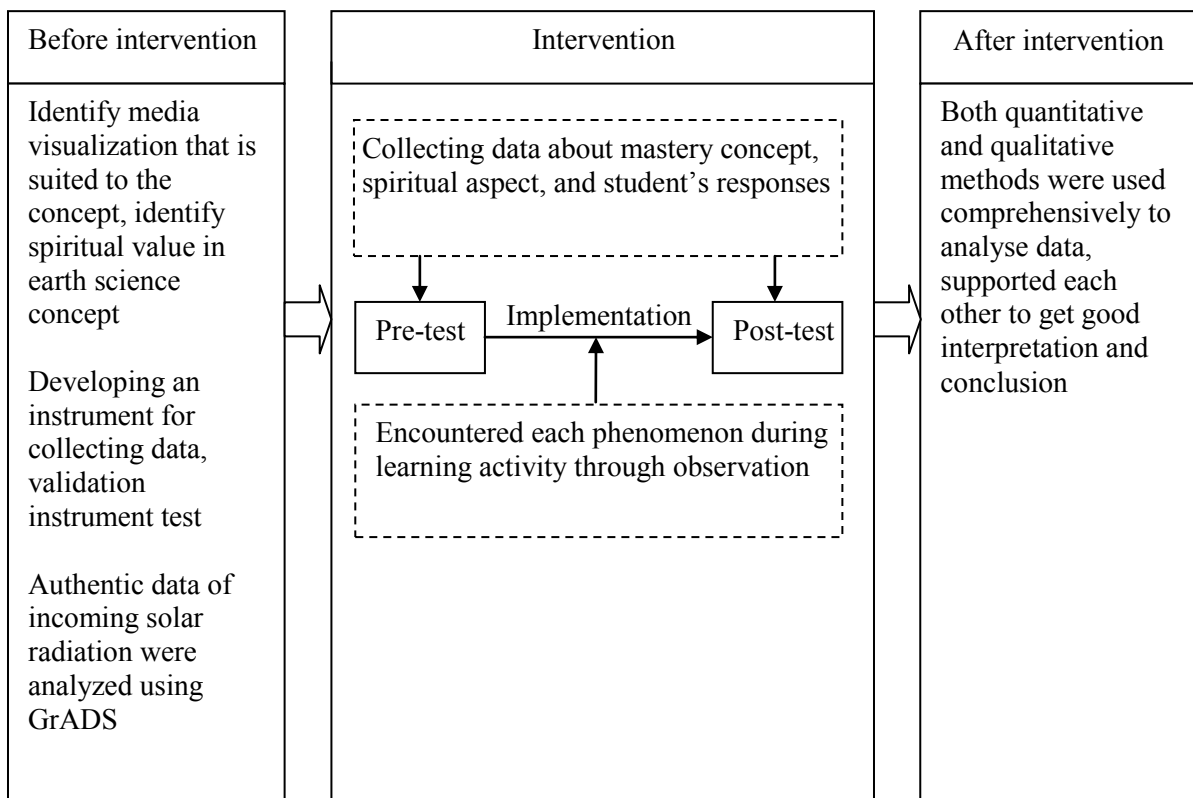 Before intervention
Identify media
visualization that is
suited to the
concept, identify
spiritual value in
earth science
concept
Developing an
instrument for
collecting data,
validation
instrument test
Authentic data of
incoming solar
radiation were
analyzed using
GrADS
Intervention
Collecting data about mastery concept,
spiritual aspect, and student’s responses
Pre-test
Implementation
Post-test
Encountered each phenomenon during
learning activity through observation
After intervention
Both quantitative
and qualitative
methods were used
comprehensively to
analyse data,
supported each
other to get good
interpretation and
conclusion